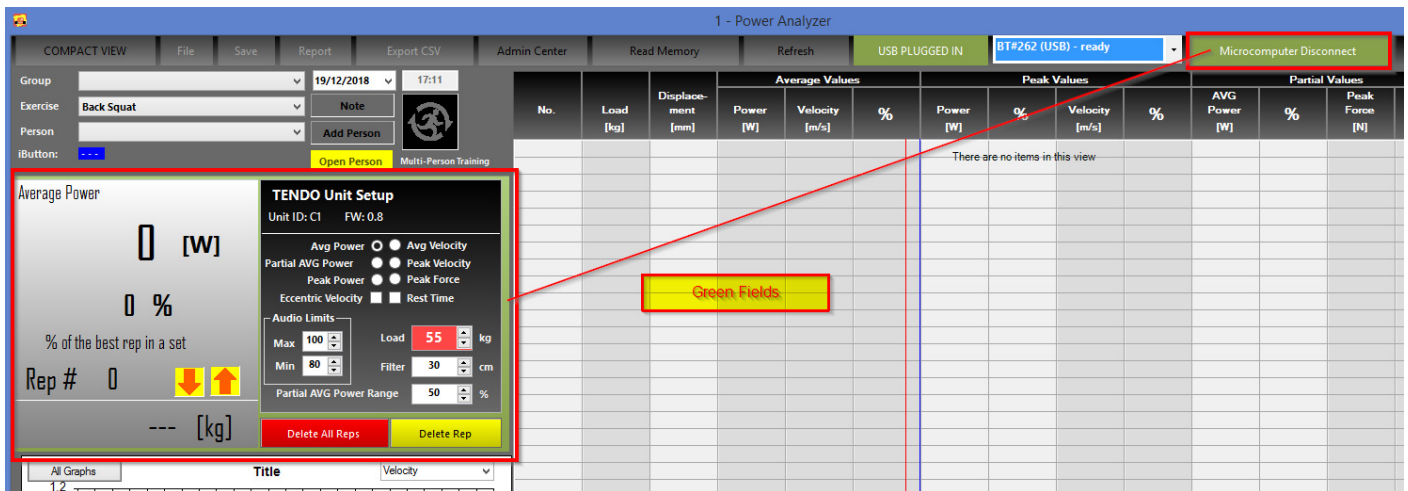 1 - Power Analyzer
COMPACT VIEW File Save Report Export CSV Admin Center Read Memory Refresh USB PLUGGED IN BT#262 (USB) - ready Microcomputer Disconnect
Group 19/12/2018 17:11
Exercise Back Squat Note
Person Add Person
iButton: --- Open Person Multi-Person Training
Average Values Peak Values Partial Values
No. Load [kg] Displace-ment [mm] Power [W] Velocity [m/s] % Power [W] % Velocity [m/s] % AVG Power [W] % Peak Force [N]
There are no items in this view
Average Power
0 [W]
0 %
% of the best rep in a set
Rep # 0
--- [kg]
TENDO Unit Setup
Unit ID: C1 FW: 0.8
Avg Power Avg Velocity
Partial AVG Power Peak Velocity
Peak Power Peak Force
Eccentric Velocity Rest Time
Audio Limits
Max 100 Load 55 kg
Min 80 Filter 30 cm
Partial AVG Power Range 50 %
Delete All Reps Delete Rep
Green Fields
All Graphs Title Velocity
1.2